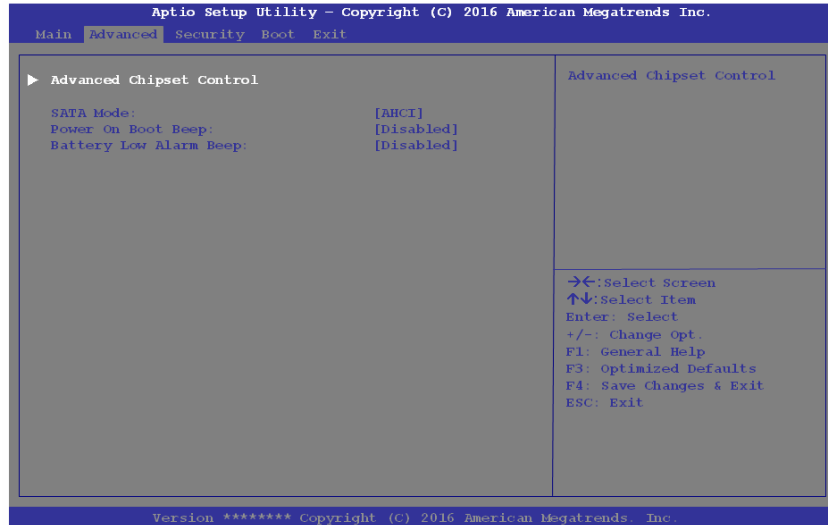 Aptio Setup Utility – Copyright (C) 2016 American Megatrends Inc.
Main Advanced Security Boot Exit
▶ Advanced Chipset Control
SATA Mode: [AHCI]
Power On Boot Beep: [Disabled]
Battery Low Alarm Beep: [Disabled]
Advanced Chipset Control
→←:Select Screen
↑↓:Select Item
Enter: Select
+/-: Change Opt.
F1: General Help
F3: Optimized Defaults
F4: Save Changes & Exit
ESC: Exit
Version ******** Copyright (C) 2016 American Megatrends. Inc.